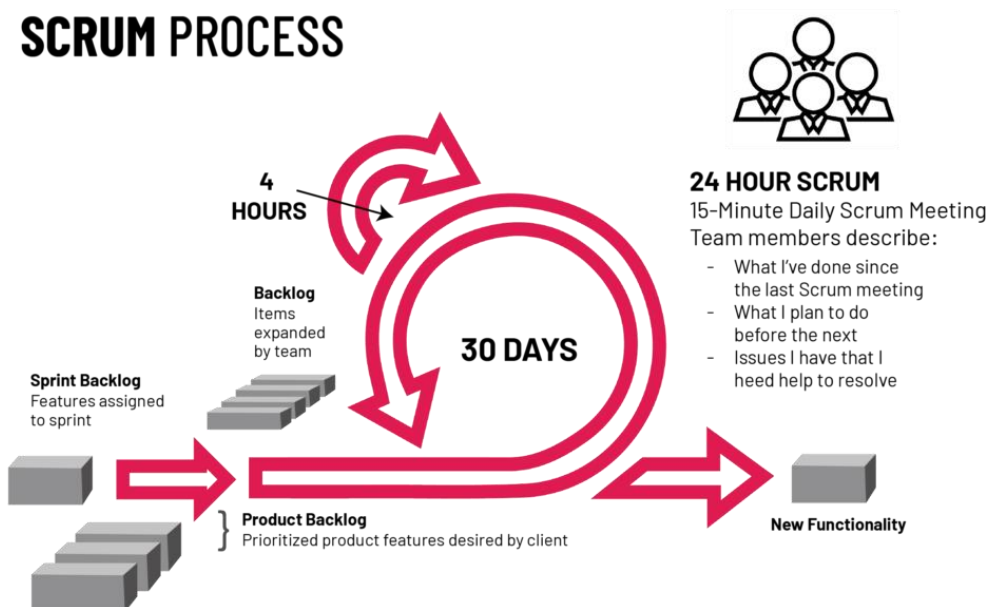 SCRUM PROCESS
4
HOURS
24 HOUR SCRUM
15-Minute Daily Scrum Meeting
Team members describe:
- What I've done since
the last Scrum meeting
- What I plan to do
before the next
- Issues I have that I
heed help to resolve
Backlog
Items
expanded
by team
30 DAYS
Sprint Backlog
Features assigned
to sprint
Product Backlog
Prioritized product features desired by client
New Functionality